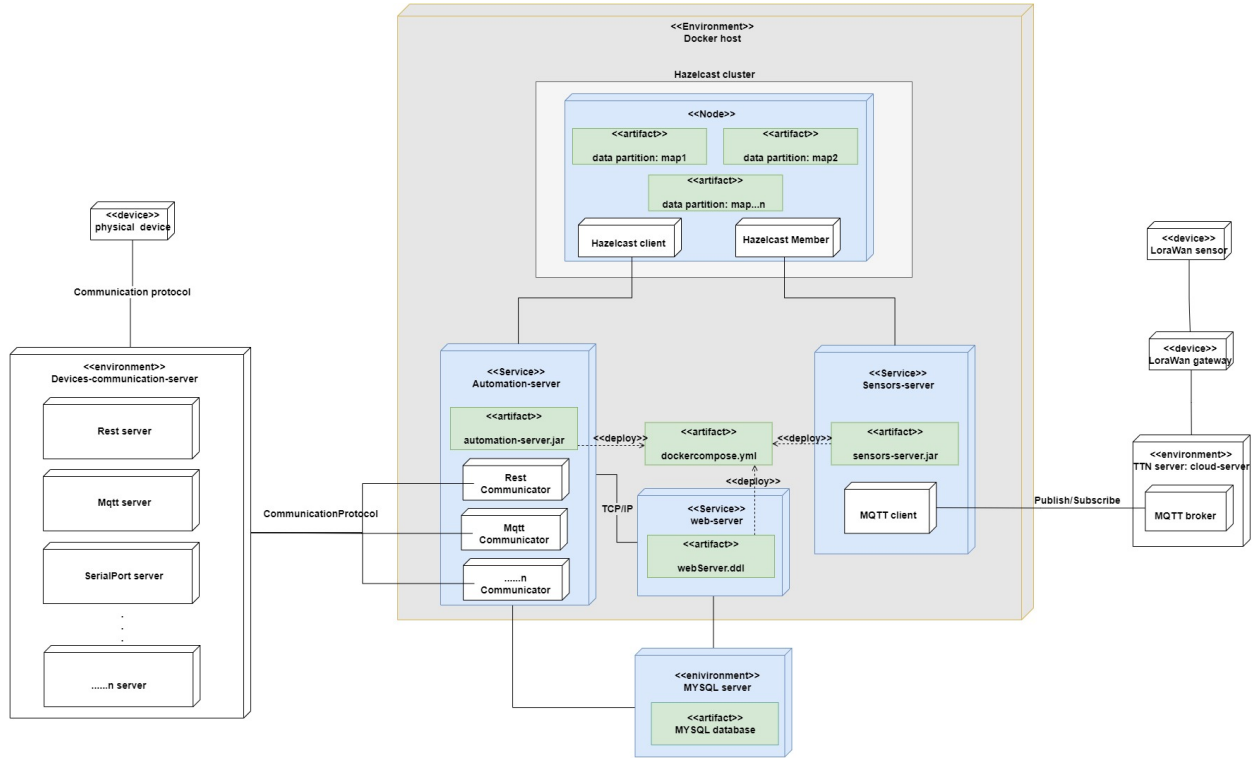 <<Environment>>
Docker host
Hazelcast cluster
<<Node>>
<<artifact>>
data partition: map1
<<artifact>>
data partition: map2
<<artifact>>
data partition: map...n
Hazelcast client
Hazelcast Member
<<device>>
physical device
Communication protocol
<<environment>>
Devices-communication-server
Rest server
Mqtt server
SerialPort server
.
.
.
......n server
CommunicationProtocol
<<Service>>
Automation-server
<<artifact>>
automation-server.jar
Rest
Communicator
Mqtt
Communicator
......n
Communicator
<<deploy>>
<<artifact>>
dockercompose.yml
<<deploy>>
<<deploy>>
TCP/IP
<<Service>>
web-server
<<artifact>>
webServer.ddl
<<Service>>
Sensors-server
<<artifact>>
sensors-server.jar
MQTT client
Publish/Subscribe
<<device>>
LoraWan sensor
<<device>>
LoraWan gateway
<<environment>>
TTN server: cloud-server
MQTT broker
<<enivironment>>
MYSQL server
<<artifact>>
MYSQL database